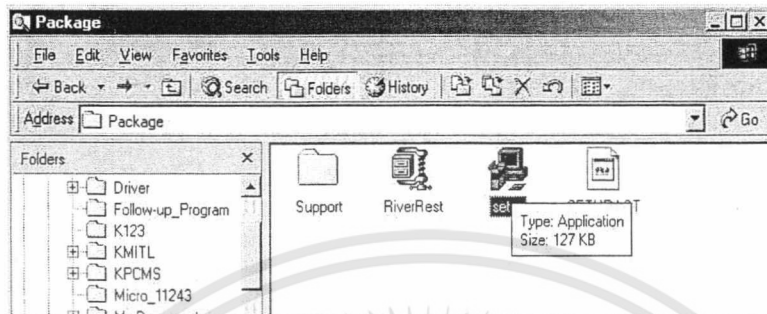 Package
File Edit View Favorites Tools Help
Back Search Folders History
Address Package Go
Folders
Driver
Follow-up_Program
K123
KMITL
KPCMS
Micro_11243
Support RiverRest
Type: Application
Size: 127 KB